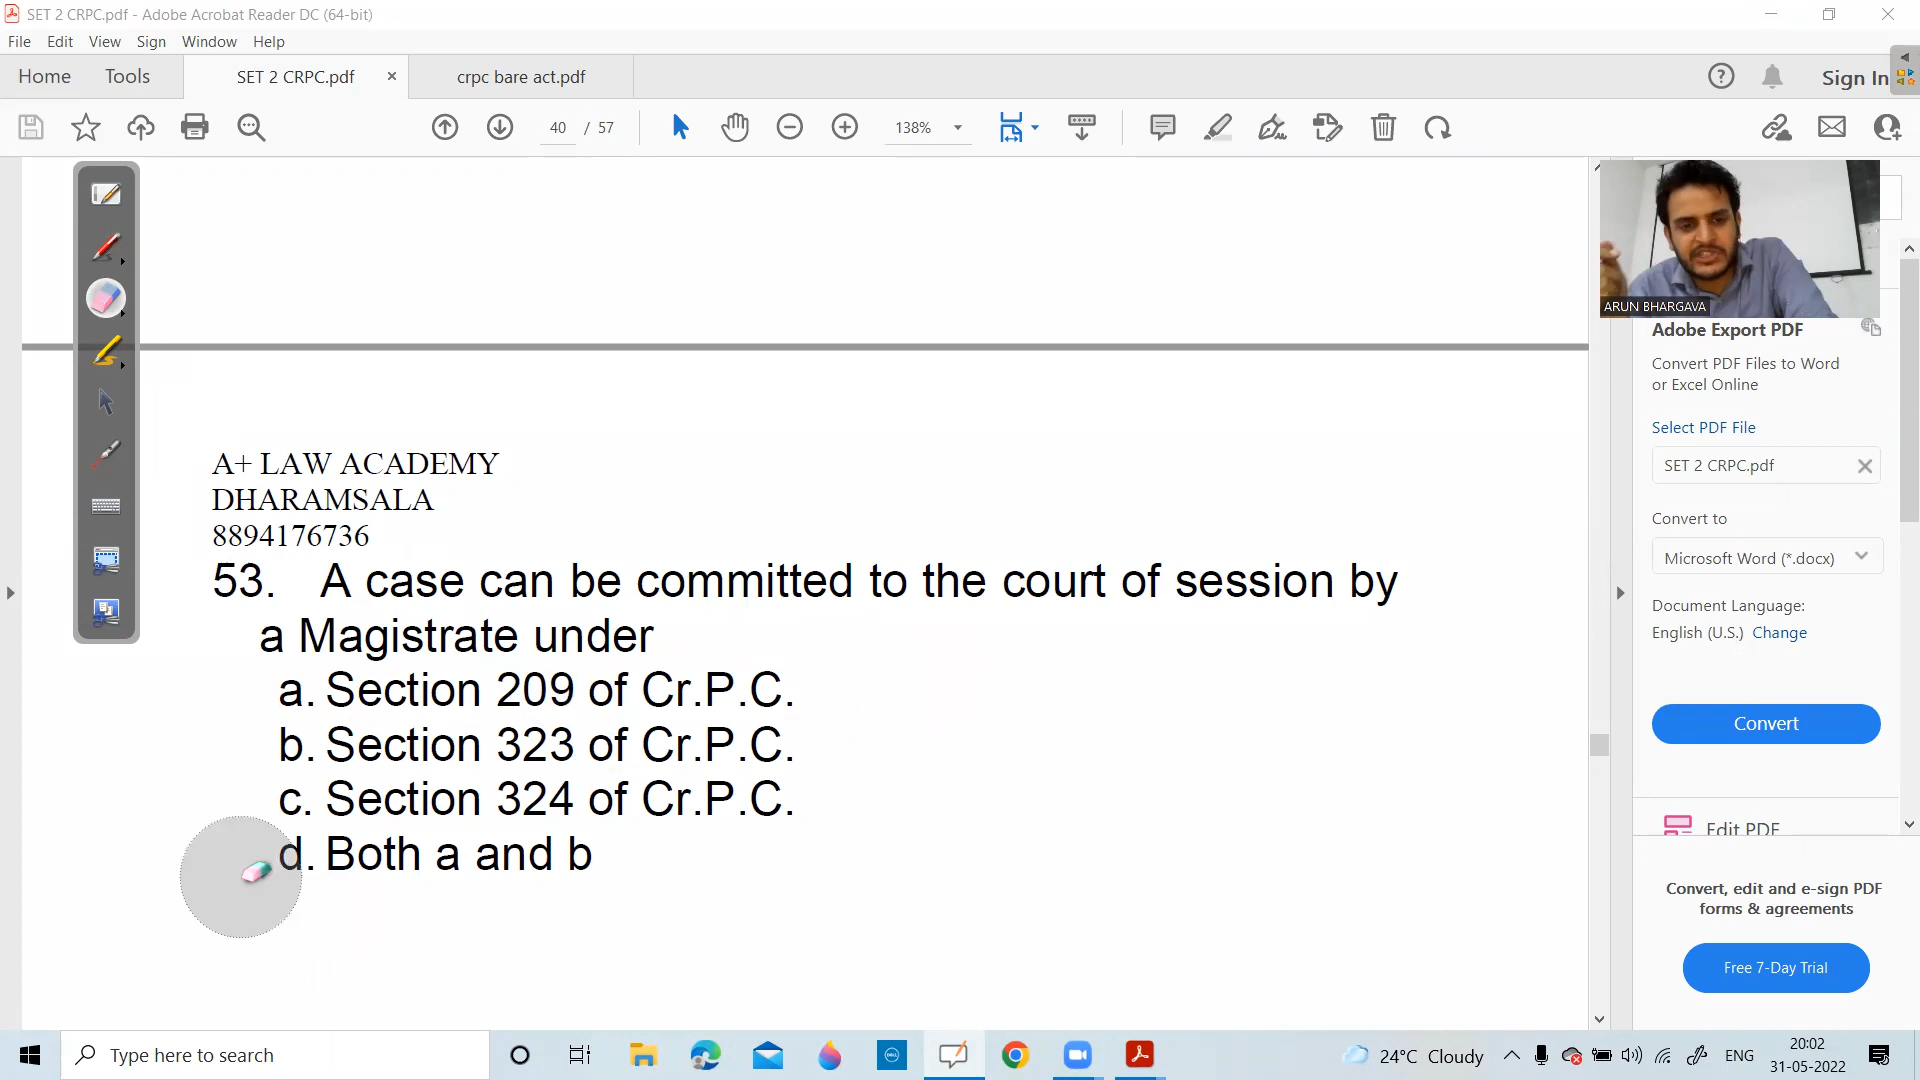 SET 2 CRPC.pdf - Adobe Acrobat Reader DC (64-bit)
File Edit View Sign Window Help
Home Tools SET 2 CRPC.pdf × crpc bare act.pdf Sign In
40 / 57 138%
ARUN BHARGAVA
Adobe Export PDF
Convert PDF Files to Word
or Excel Online
Select PDF File
SET 2 CRPC.pdf
Convert to
Microsoft Word (*.docx)
Document Language:
English (U.S.) Change
Convert
Edit PDF
Convert, edit and e-sign PDF
forms & agreements
Free 7-Day Trial
A+ LAW ACADEMY
DHARAMSALA
8894176736
53. A case can be committed to the court of session by
a Magistrate under
a. Section 209 of Cr.P.C.
b. Section 323 of Cr.P.C.
c. Section 324 of Cr.P.C.
d. Both a and b
Type here to search
DELL
24°C Cloudy
ENG
20:02
31-05-2022